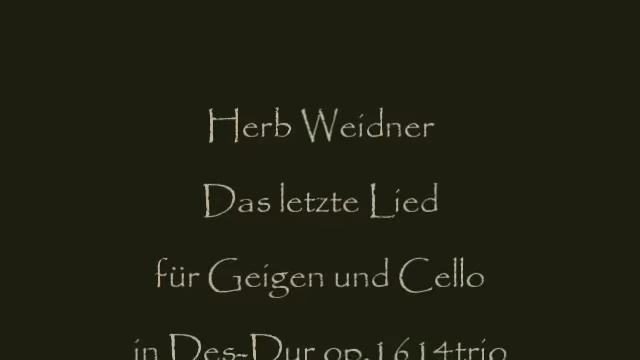 Herb Weidner
Das letzte Lied
für Geigen und Cello
in Des-Dur op.1614trio